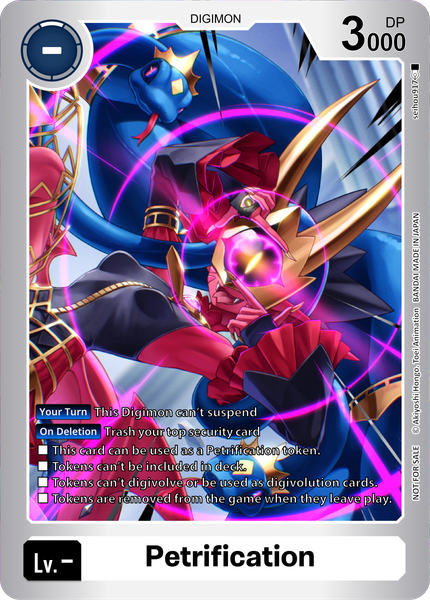 DIGIMON
-
3000
DP
Your Turn This Digimon can't suspend
On Deletion Trash your top security card
This card can be used as a Petrification token.
Tokens can't be included in deck.
Tokens can't digivolve or be used as digivolution cards.
Tokens are removed from the game when they leave play.
Lv.-
Petrification
seihou917
NOT FOR SALE © Akiyoshi Hongo, Toei Animation BANDAI MADE IN JAPAN